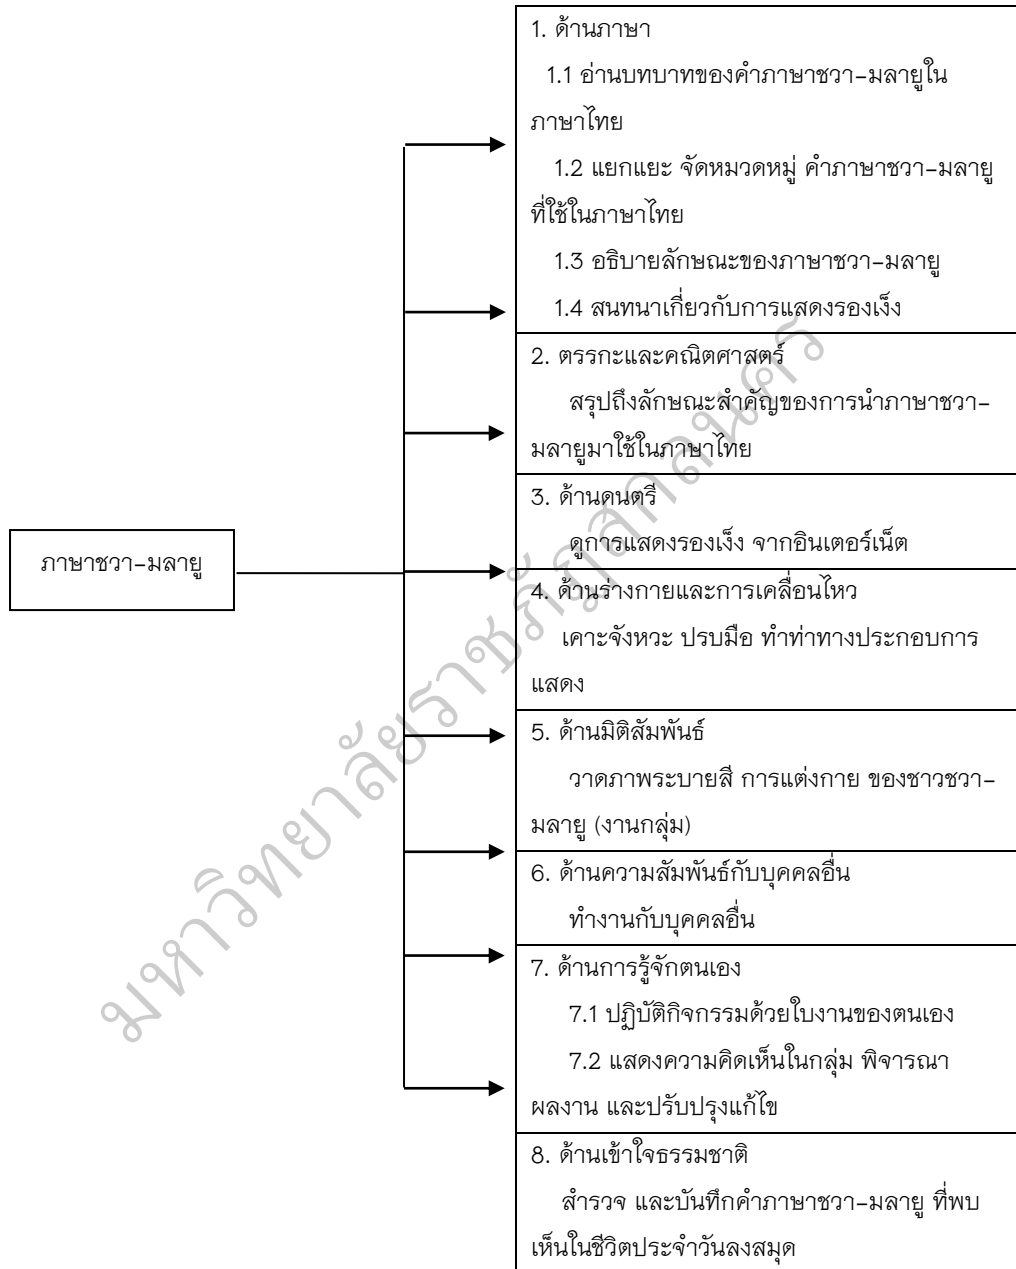 ภาษาชวา-มลายู
1. ด้านภาษา
1.1 อ่านบทบาทของคำภาษาชวา-มลายูใน
ภาษาไทย
1.2 แยกแยะ จัดหมวดหมู่ คำภาษาชวา-มลายู
ที่ใช้ในภาษาไทย
1.3 อธิบายลักษณะของภาษาชวา-มลายู
1.4 สนทนาเกี่ยวกับการแสดงรองเง็ง
2. ตรรกะและคณิตศาสตร์
สรุปถึงลักษณะสำคัญของการนำภาษาชวา-
มลายูมาใช้ในภาษาไทย
3. ด้านดนตรี
ดูการแสดงรองเง็ง จากอินเตอร์เน็ต
4. ด้านร่างกายและการเคลื่อนไหว
เคาะจังหวะ ปรบมือ ทำท่าทางประกอบการ
แสดง
5. ด้านมิติสัมพันธ์
วาดภาพระบายสี การแต่งกาย ของชาวชวา-
มลายู (งานกลุ่ม)
6. ด้านความสัมพันธ์กับบุคคลอื่น
ทำงานกับบุคคลอื่น
7. ด้านการรู้จักตนเอง
7.1 ปฏิบัติกิจกรรมด้วยใบงานของตนเอง
7.2 แสดงความคิดเห็นในกลุ่ม พิจารณา
ผลงาน และปรับปรุงแก้ไข
8. ด้านเข้าใจธรรมชาติ
สำรวจ และบันทึกคำภาษาชวา-มลายู ที่พบ
เห็นในชีวิตประจำวันลงสมุด
มหาวิทยาลัยราชภัฏสกลนคร